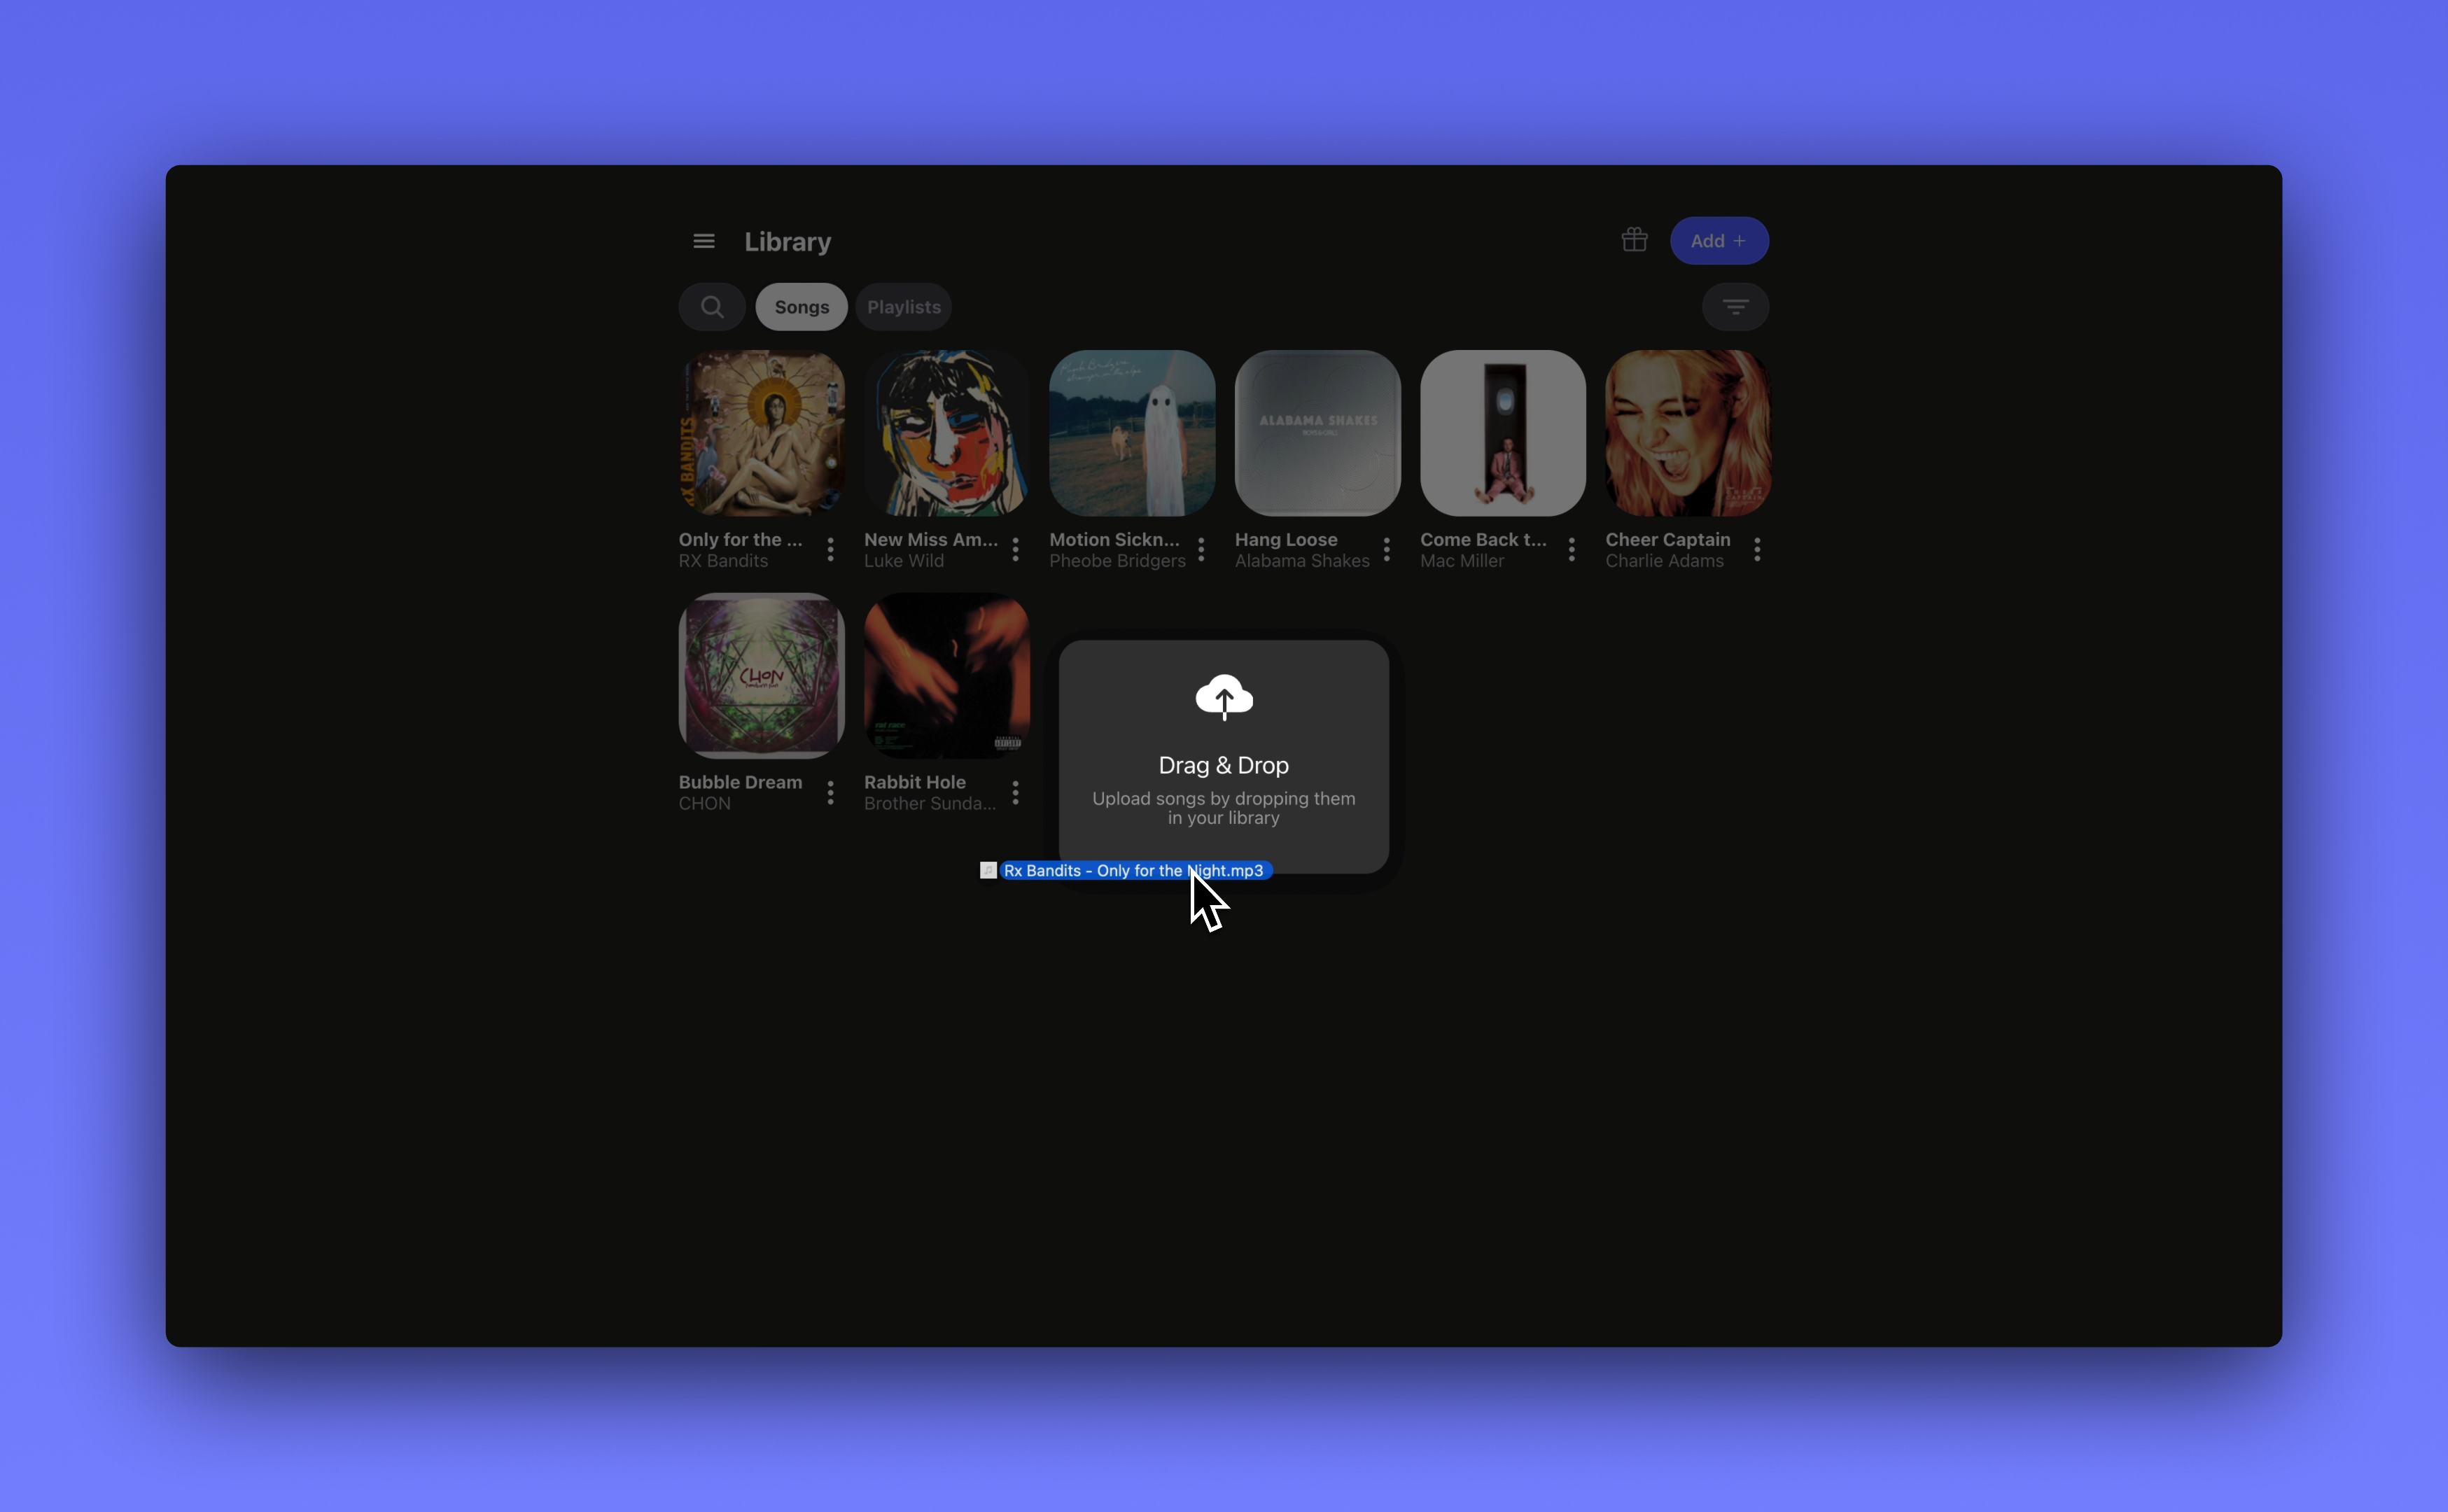 Library
Add +
Songs
Playlists
RX BANDITS
ALABAMA SHAKES
Only for the ...
RX Bandits
New Miss Am...
Luke Wild
Motion Sickn...
Pheobe Bridgers
Hang Loose
Alabama Shakes
Come Back t...
Mac Miller
Cheer Captain
Charlie Adams
CHON
Bubble Dream
CHON
Rabbit Hole
Brother Sunda...
Drag & Drop
Upload songs by dropping them
in your library
Rx Bandits - Only for the Night.mp3